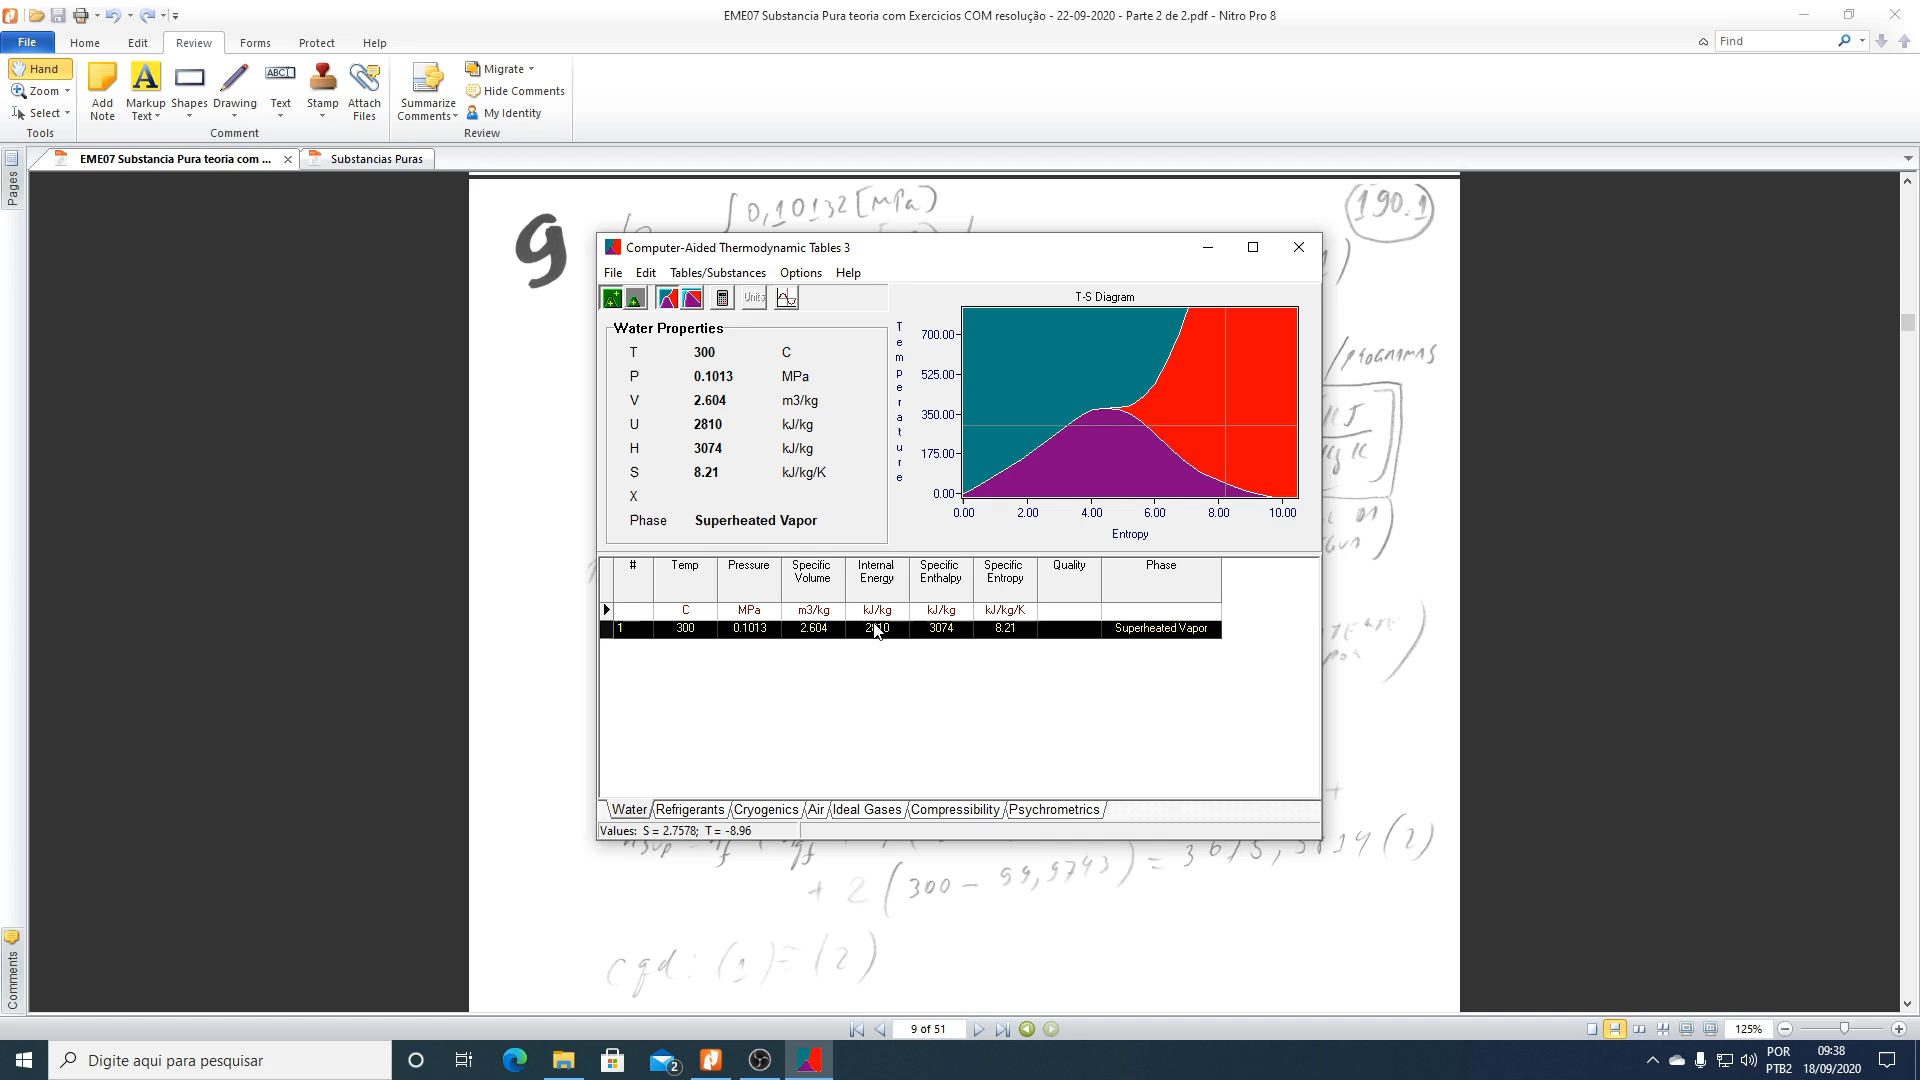 EME07 Substancia Pura teoria com Exercicios COM resolução - 22-09-2020 - Parte 2 de 2.pdf - Nitro Pro 8
File Home Edit Review Forms Protect Help
Find
Hand
Zoom
Select
Tools
Add Note
Markup Text
Shapes
Drawing
Text
Stamp
Attach Files
Comment
Summarize Comments
Migrate
Hide Comments
My Identity
Review
EME07 Substancia Pura teoria com ...
Substancias Puras
Pages
9
0,10132 [MPa)
190.1
Computer-Aided Thermodynamic Tables 3
File Edit Tables/Substances Options Help
Units
Water Properties
T 300 C
P 0.1013 MPa
V 2.604 m3/kg
U 2810 kJ/kg
H 3074 kJ/kg
S 8.21 kJ/kg/K
X
Phase Superheated Vapor
T-S Diagram
Temperature
700.00
525.00
350.00
175.00
0.00
0.00 2.00 4.00 6.00 8.00 10.00
Entropy
/programas
# Temp Pressure Specific Volume Internal Energy Specific Enthalpy Specific Entropy Quality Phase
C MPa m3/kg kJ/kg kJ/kg kJ/kg/K
1 300 0.1013 2.604 2810 3074 8.21 Superheated Vapor
Water Refrigerants Cryogenics Air Ideal Gases Compressibility Psychrometrics
Values: S = 2.7578; T = -8.96
+ 2 (300 - 99,9743) =
cqd: (1) = (2)
Comments
9 of 51
125%
Digite aqui para pesquisar
2
POR
PTB2
09:38
18/09/2020